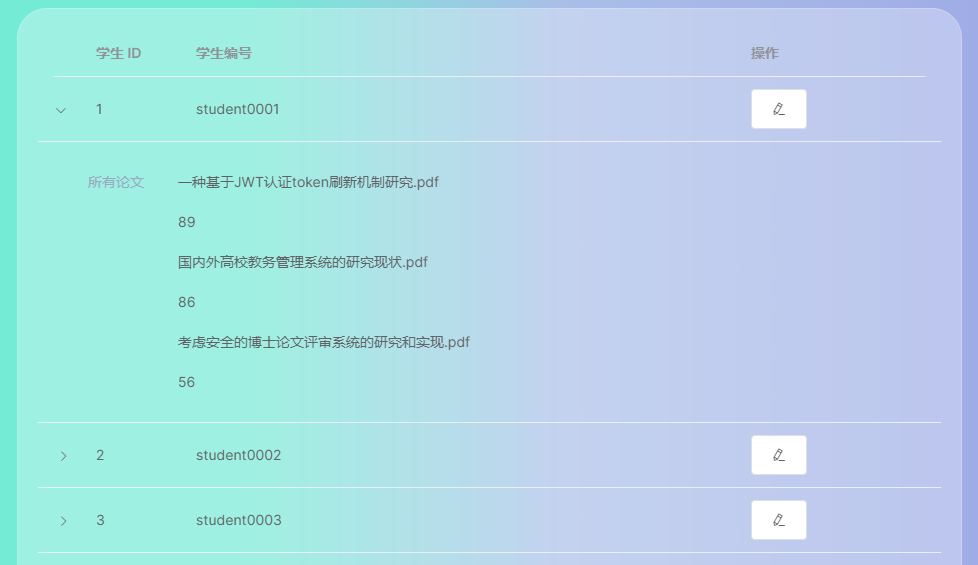 学生 ID 学生编号 操作
1 student0001
所有论文 一种基于JWT认证token刷新机制研究.pdf
89
国内外高校教务管理系统的研究现状.pdf
86
考虑安全的博士论文评审系统的研究和实现.pdf
56
2 student0002
3 student0003